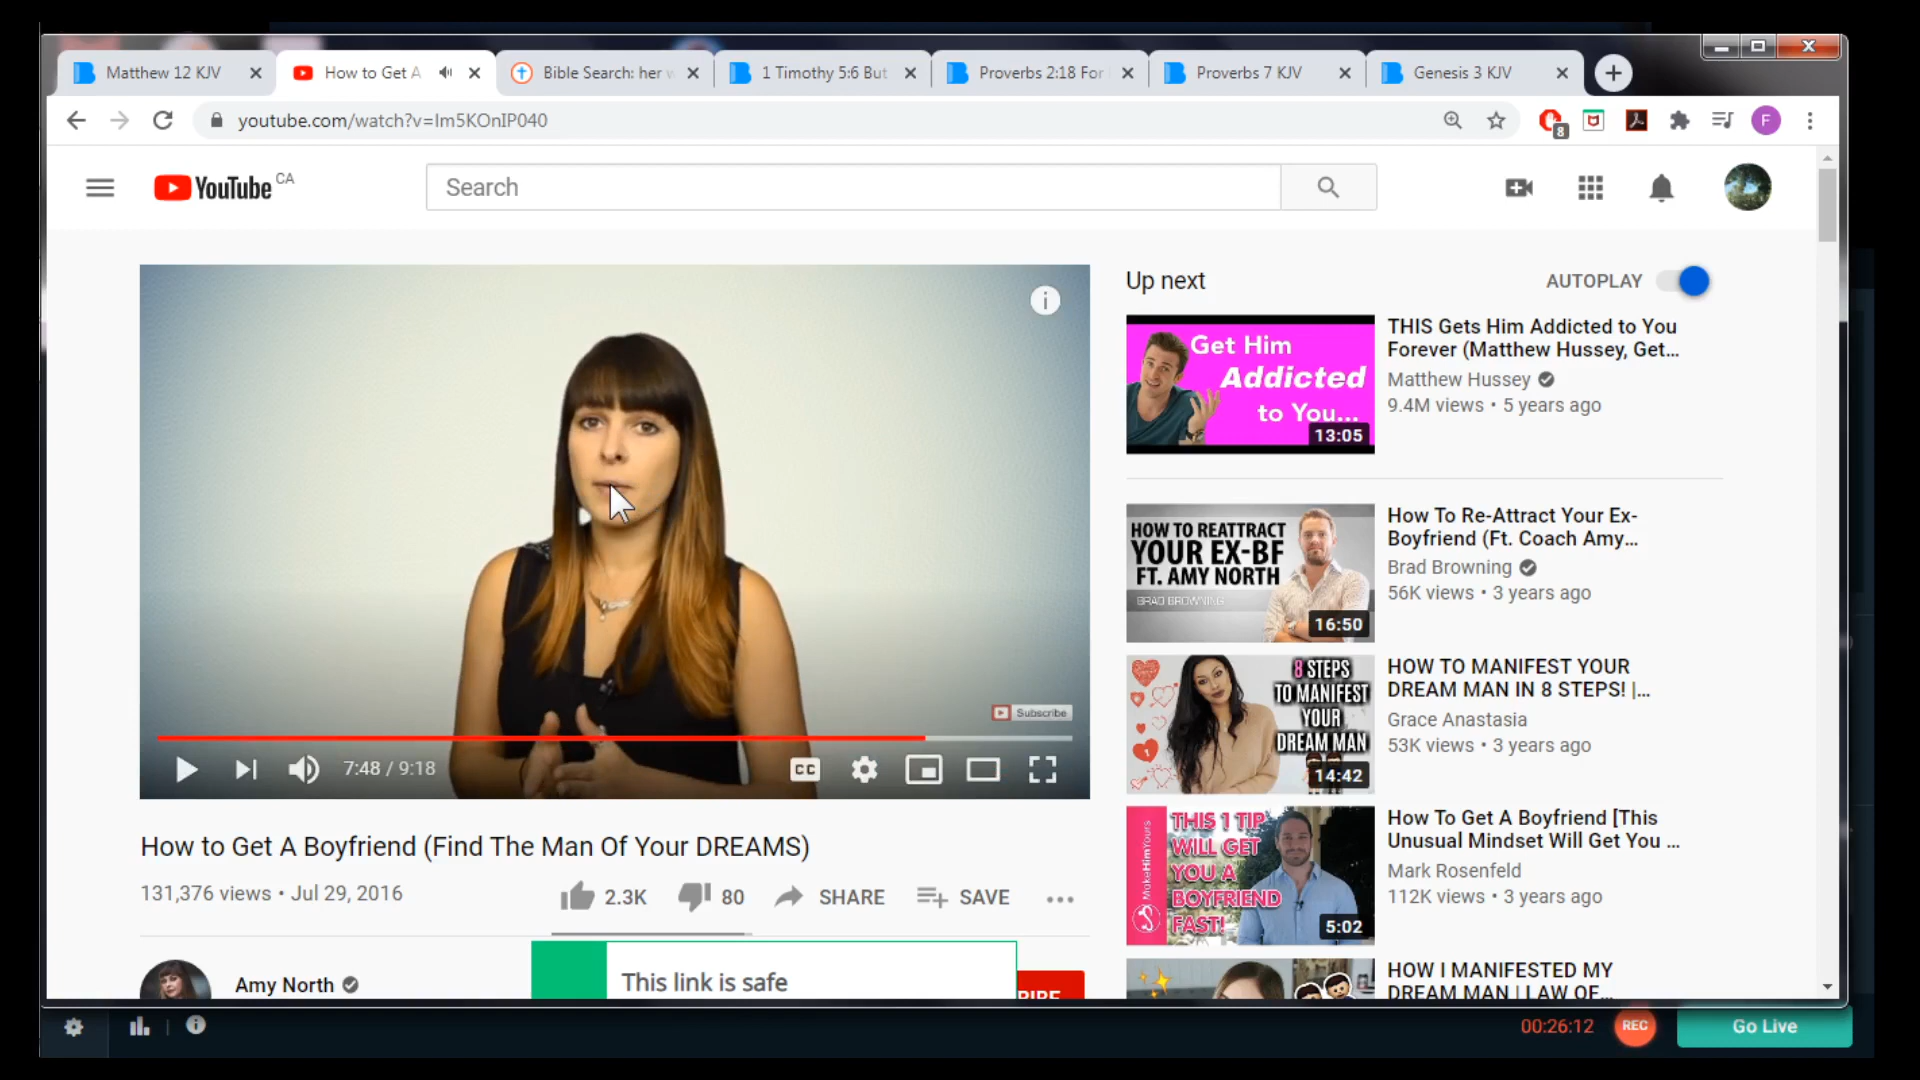 Matthew 12 KJV
How to Get A
Bible Search: her w
1 Timothy 5:6 But
Proverbs 2:18 For
Proverbs 7 KJV
Genesis 3 KJV
youtube.com/watch?v=Im5KOnIP040
8
F
YouTube CA
Search
Up next
AUTOPLAY
Get Him
Addicted
to You...
13:05
THIS Gets Him Addicted to You
Forever (Matthew Hussey, Get...
Matthew Hussey
9.4M views • 5 years ago
HOW TO REATTRACT
YOUR EX-BF
FT. AMY NORTH
BRAD BROWNING
16:50
How To Re-Attract Your Ex-
Boyfriend (Ft. Coach Amy...
Brad Browning
56K views • 3 years ago
8 STEPS
TO MANIFEST
YOUR
DREAM MAN
14:42
HOW TO MANIFEST YOUR
DREAM MAN IN 8 STEPS! |...
Grace Anastasia
53K views • 3 years ago
MakeHimYours
THIS 1 TIP
WILL GET
YOU A
BOYFRIEND
FAST!
5:02
How To Get A Boyfriend [This
Unusual Mindset Will Get You ...
Mark Rosenfeld
112K views • 3 years ago
HOW I MANIFESTED MY
DREAM MAN | LAW OF...
Subscribe
7:48 / 9:18
CC
How to Get A Boyfriend (Find The Man Of Your DREAMS)
131,376 views • Jul 29, 2016
2.3K
80
SHARE
SAVE
Amy North
This link is safe
RIBE
00:26:12
REC
Go Live